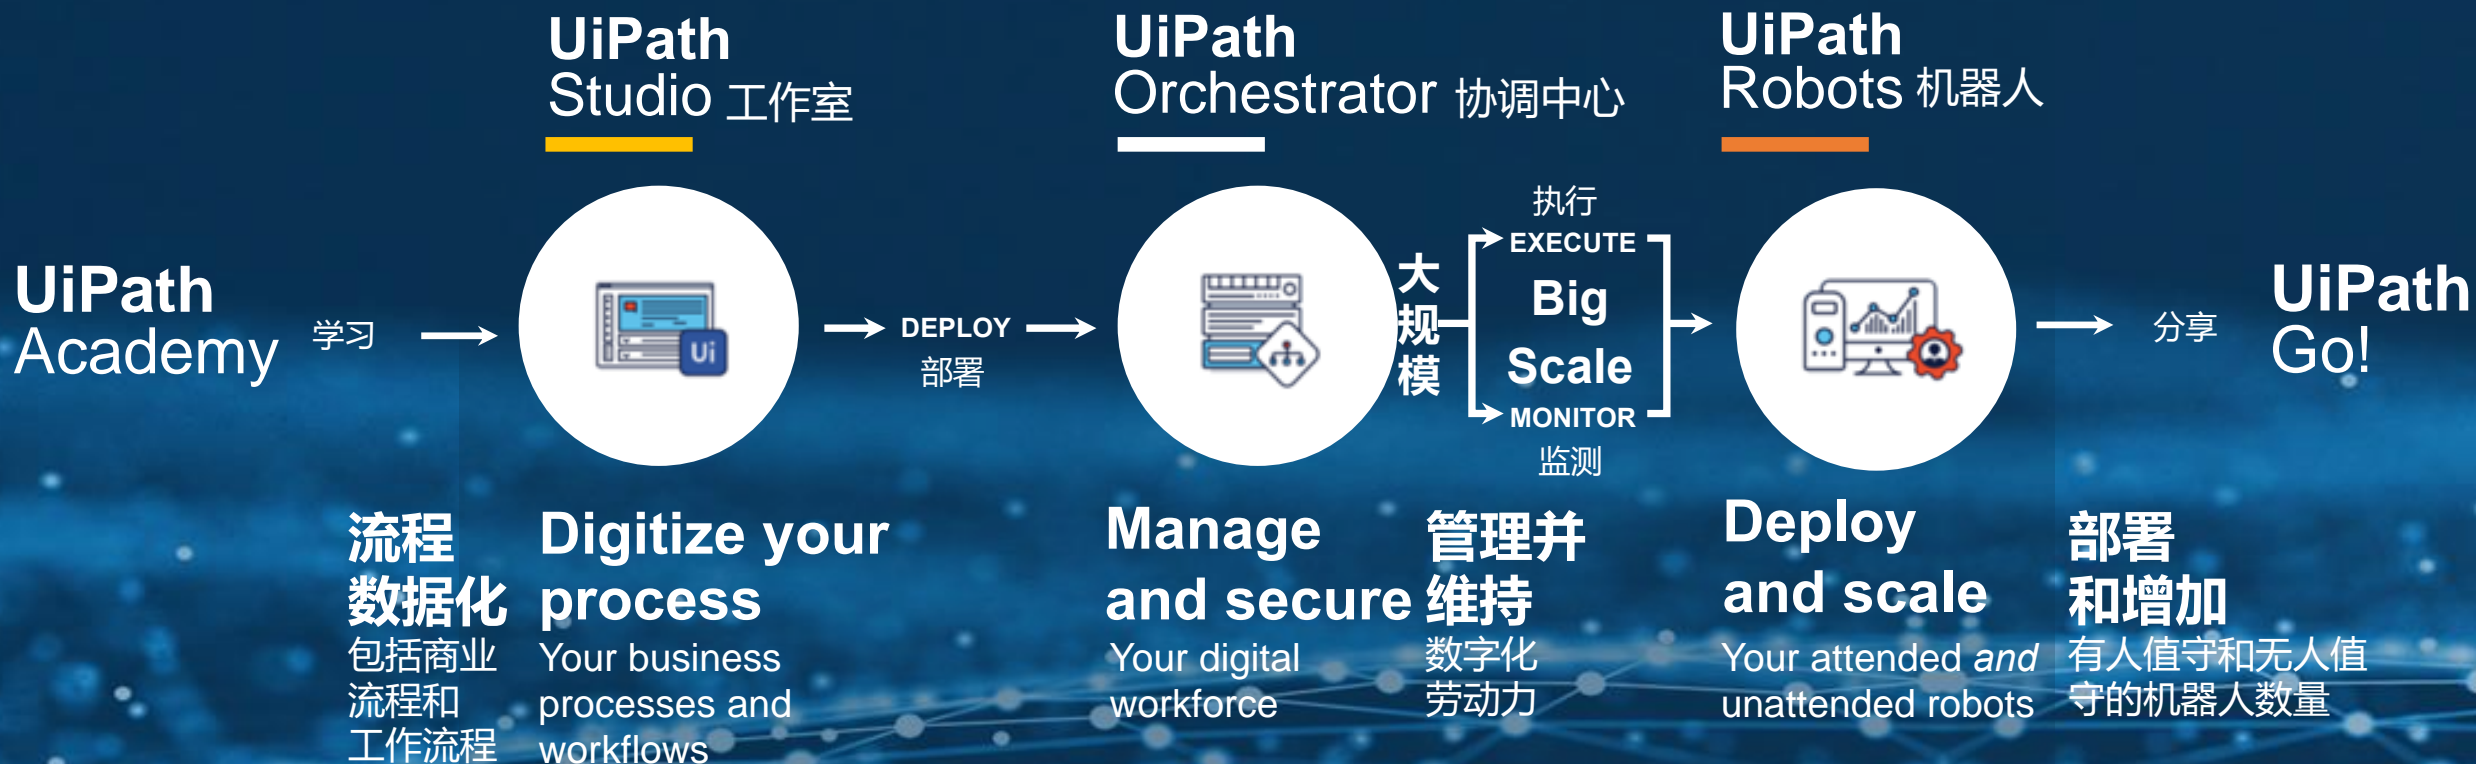 UiPath
Academy
学习
UiPath
Studio 工作室
Ui
DEPLOY
部署
UiPath
Orchestrator 协调中心
大
规
模
执行
EXECUTE
Big
Scale
MONITOR
监测
UiPath
Robots 机器人
分享
UiPath
Go!
流程
数据化
包括商业
流程和
工作流程
Digitize your
process
Your business
processes and
workflows
Manage
and secure
Your digital
workforce
管理并
维持
数字化
劳动力
Deploy
and scale
Your attended and
unattended robots
部署
和增加
有人值守和无人值
守的机器人数量